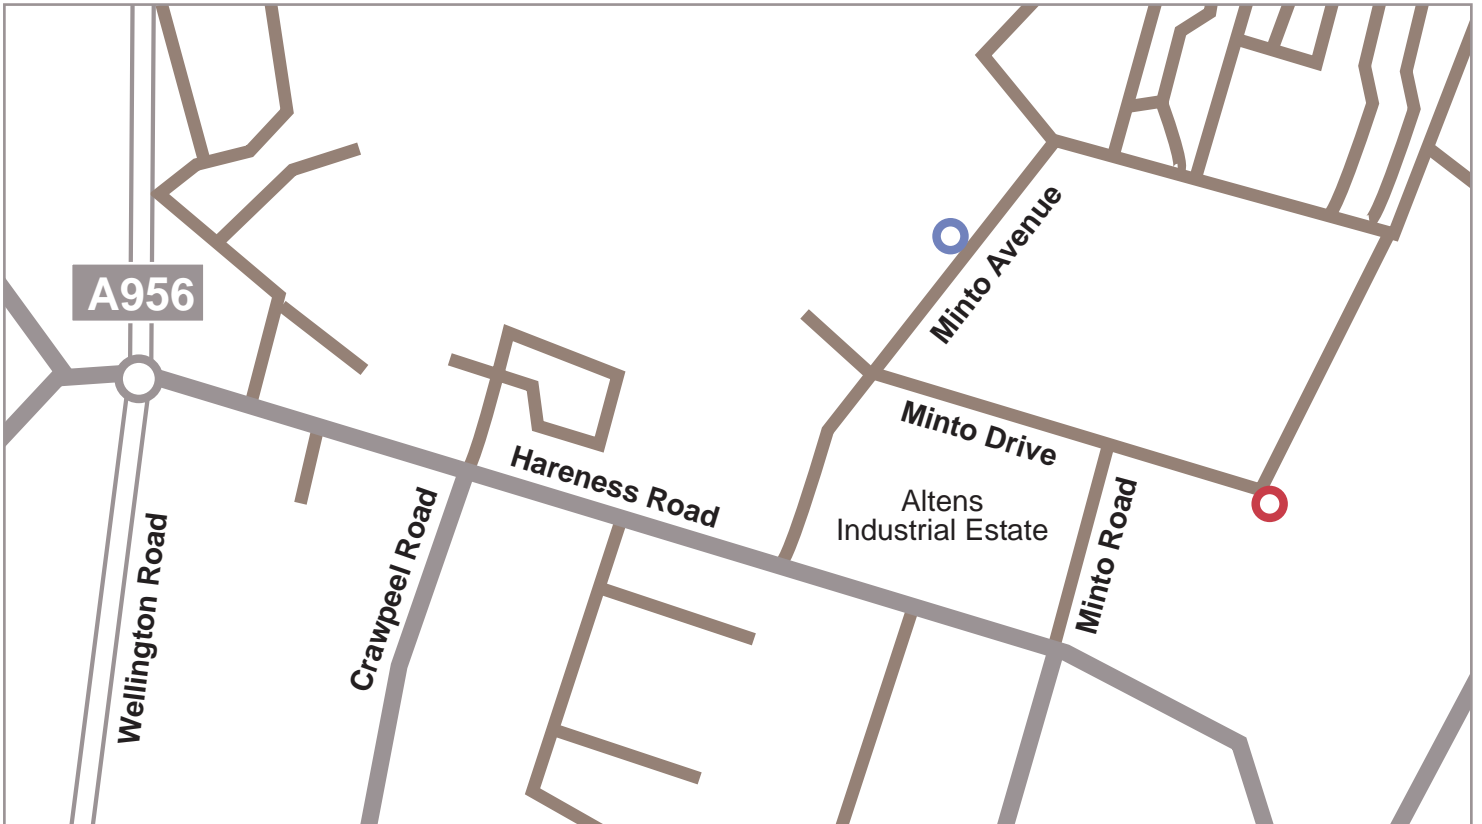 A956
Minto Avenue
Minto Drive
Hareness Road
Altens
Industrial Estate
Minto Road
Crawpeel Road
Wellington Road